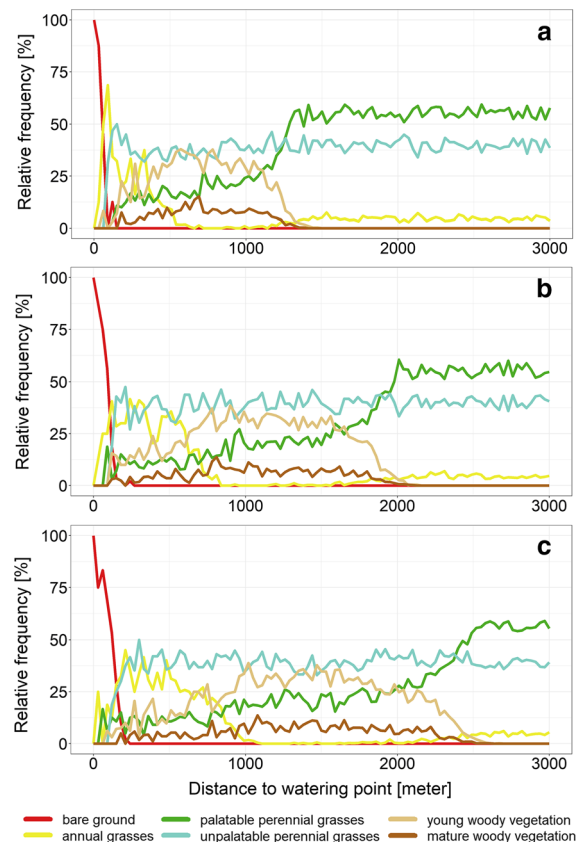 a
Relative frequency [%]
100
75
50
25
0
0 1000 2000 3000
b
Relative frequency [%]
100
75
50
25
0
0 1000 2000 3000
c
Relative frequency [%]
100
75
50
25
0
0 1000 2000 3000
Distance to watering point [meter]
bare ground palatable perennial grasses young woody vegetation
annual grasses unpalatable perennial grasses mature woody vegetation